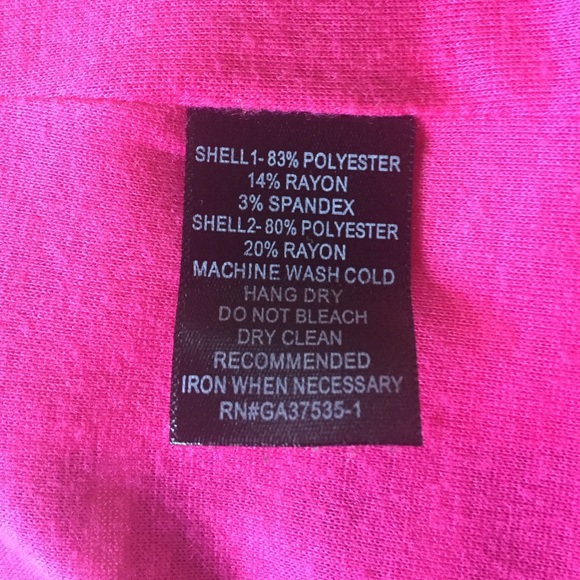 SHELL1- 83% POLYESTER
14% RAYON
3% SPANDEX
SHELL2- 80% POLYESTER
20% RAYON
MACHINE WASH COLD
HANG DRY
DO NOT BLEACH
DRY CLEAN
RECOMMENDED
IRON WHEN NECESSARY
RN#GA37535-1